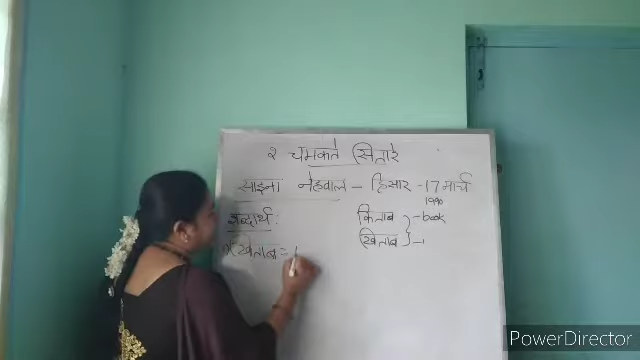 २ चमकते सितारे
साइना नेहवाल – हिसार - 17 मार्च
1990
शब्दार्थ : किताब - book
खिताब = खिताब
PowerDirector